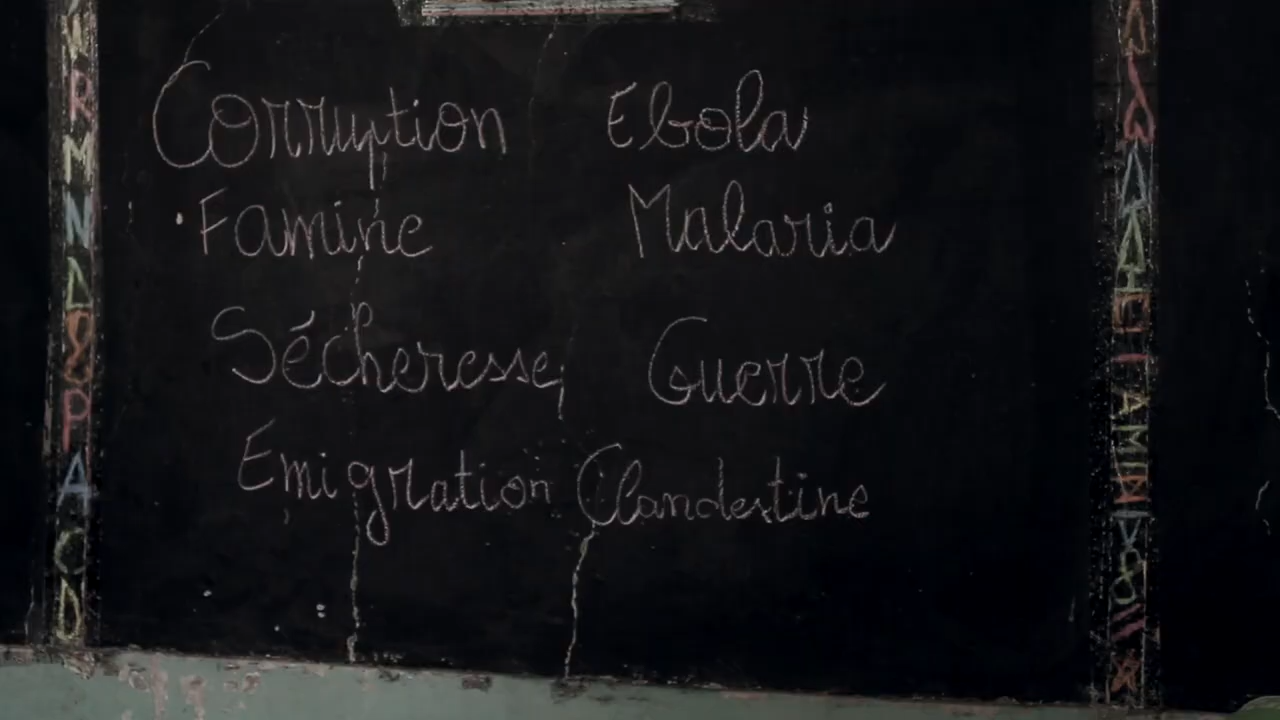 Corruption Ebola
Famine Malaria
Sécheresse Guerre
Emigration Clandestine